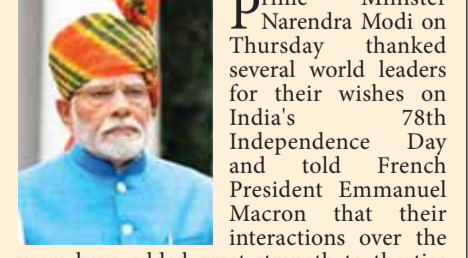 Prime Minister
Narendra Modi on
Thursday thanked
several world leaders
for their wishes on
India's 78th
Independence Day
and told French
President Emmanuel
Macron that their
interactions over the